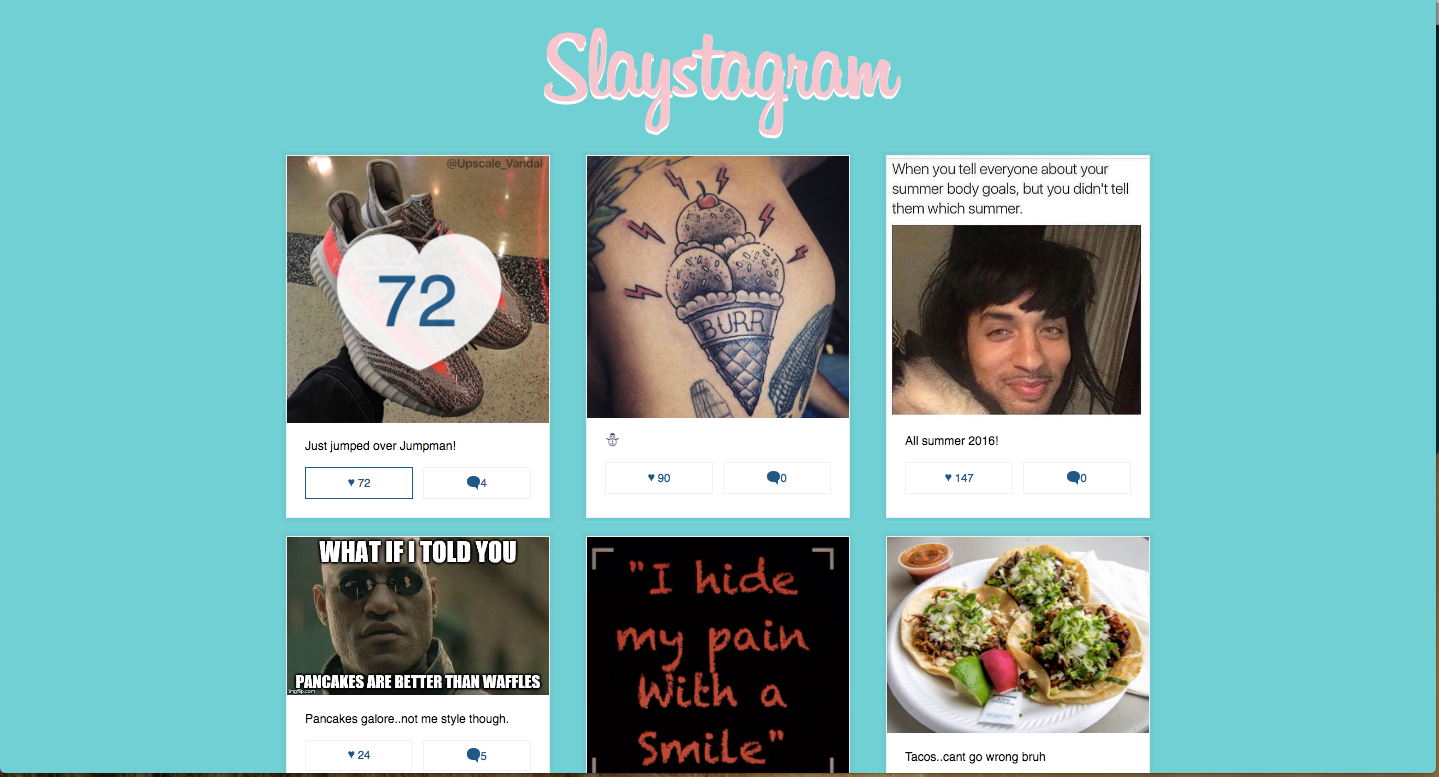 Slaystagram
@Upscale_Vandal
72
Just jumped over Jumpman!
♥ 72
4
BURR
⛄
♥ 90
0
When you tell everyone about your
summer body goals, but you didn't tell
them which summer.
All summer 2016!
♥ 147
0
WHAT IF I TOLD YOU
PANCAKES ARE BETTER THAN WAFFLES
imgflip.com
Pancakes galore..not me style though.
♥ 24
5
"I hide
my pain
With a
Smile"
Tacos..cant go wrong bruh